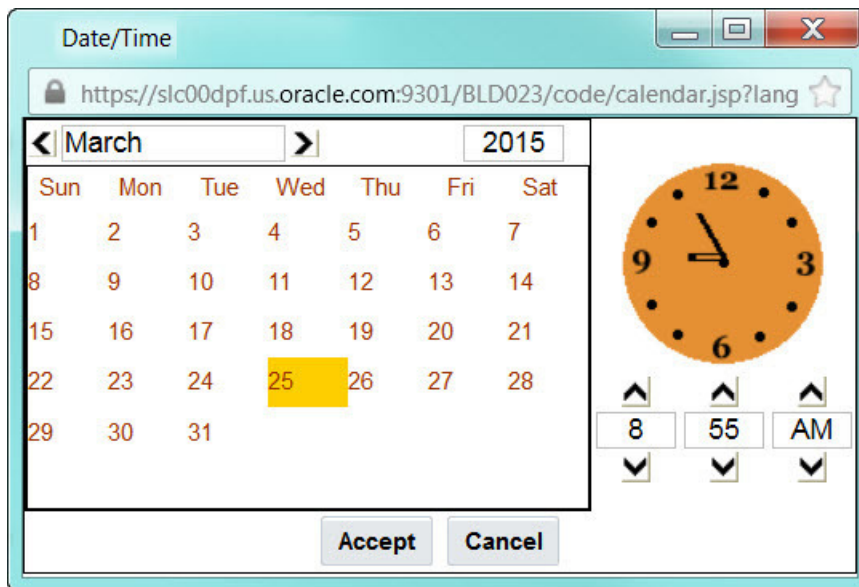 Date/Time
https://slc00dpf.us.oracle.com:9301/BLD023/code/calendar.jsp?lang
March 2015
Sun Mon Tue Wed Thu Fri Sat
1 2 3 4 5 6 7
8 9 10 11 12 13 14
15 16 17 18 19 20 21
22 23 24 25 26 27 28
29 30 31
12
9 3
6
8 55 AM
Accept Cancel